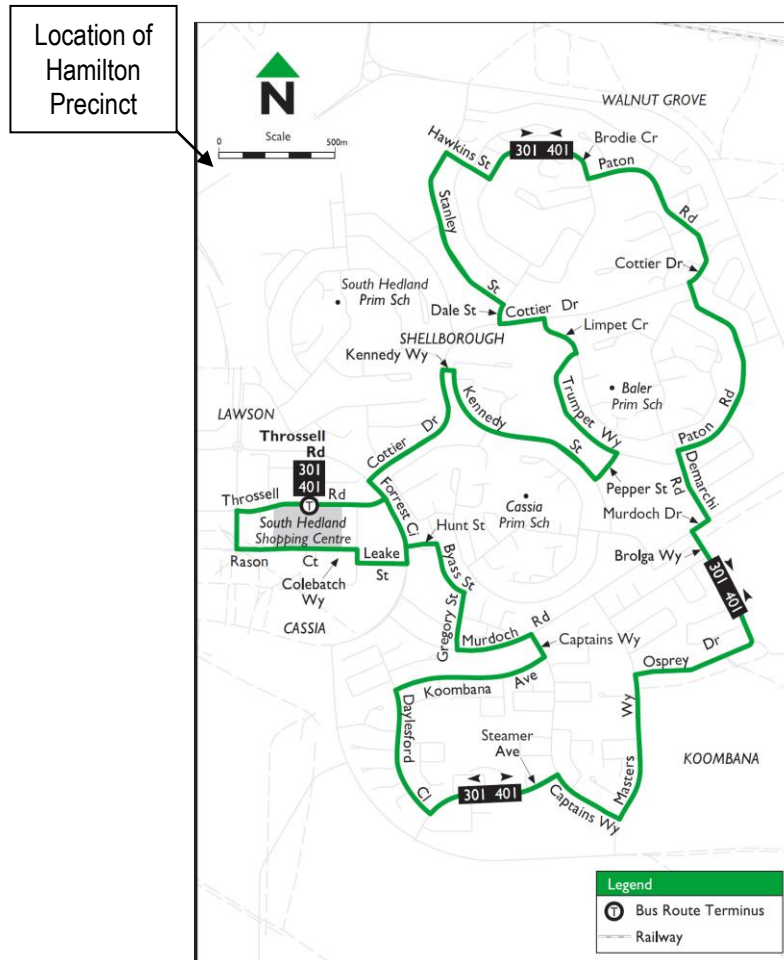 Location of
Hamilton
Precinct
N
Scale
0
500m
WALNUT GROVE
Hawkins St
301 401
Brodie Cr
Paton
Rd
Stanley
St
Cottier Dr
South Hedland
Prim Sch
Dale St
Cottier Dr
Limpet Cr
SHELLBOROUGH
Kennedy Wy
Kennedy
St
Trumpet Wy
Baler
Prim Sch
LAWSON
Throssell
Rd
301
401
Cottier Dr
Paton Rd
Demarchi
Rd
Pepper St
Throssell Rd
T
South Hedland
Shopping Centre
Forrest Ci
Cassia
Prim Sch
Murdoch Dr
Hunt St
Brolga Wy
Rason Ct
Leake
St
Colebatch
Wy
Byass St
301 401
CASSIA
Gregory St
Murdoch Rd
Captains Wy
Osprey Dr
Koombana Ave
Daylesford
Cl
Steamer
Ave
Masters Wy
KOOMBANA
301 401
Captains Wy
Legend
T Bus Route Terminus
Railway